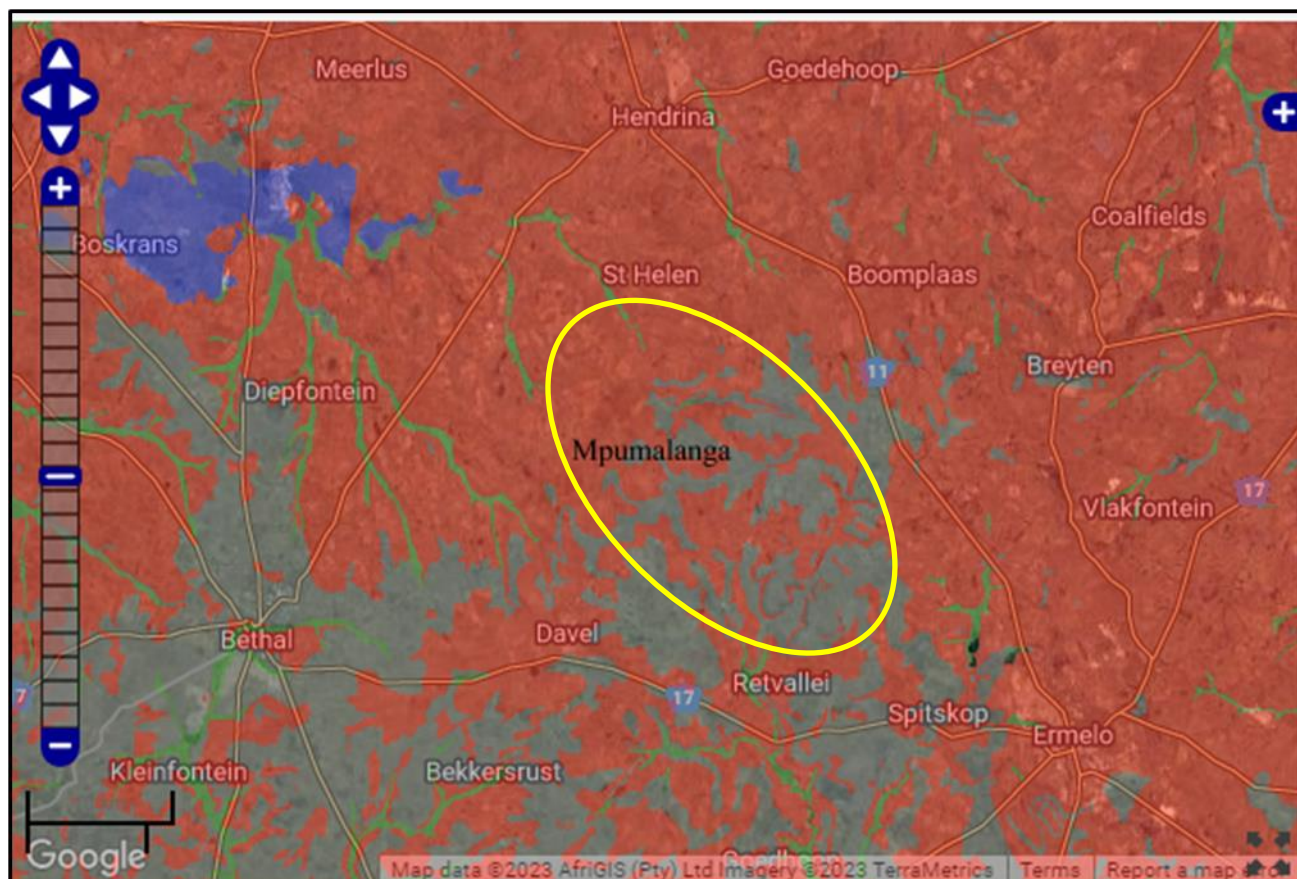 Meerlus
Goedehoop
Hendrina
Coalfields
Boskrans
St Helen
Boomplaas
11
Breyten
Diepfontein
Mpumalanga
17
Vlakfontein
Davel
Bethal
7
17
Retvallei
Spitskop
Ermelo
Kleinfontein
Bekkersrust
Google
Map data ©2023 AfriGIS (Pty) Ltd Imagery ©2023 TerraMetrics
Terms
Report a map